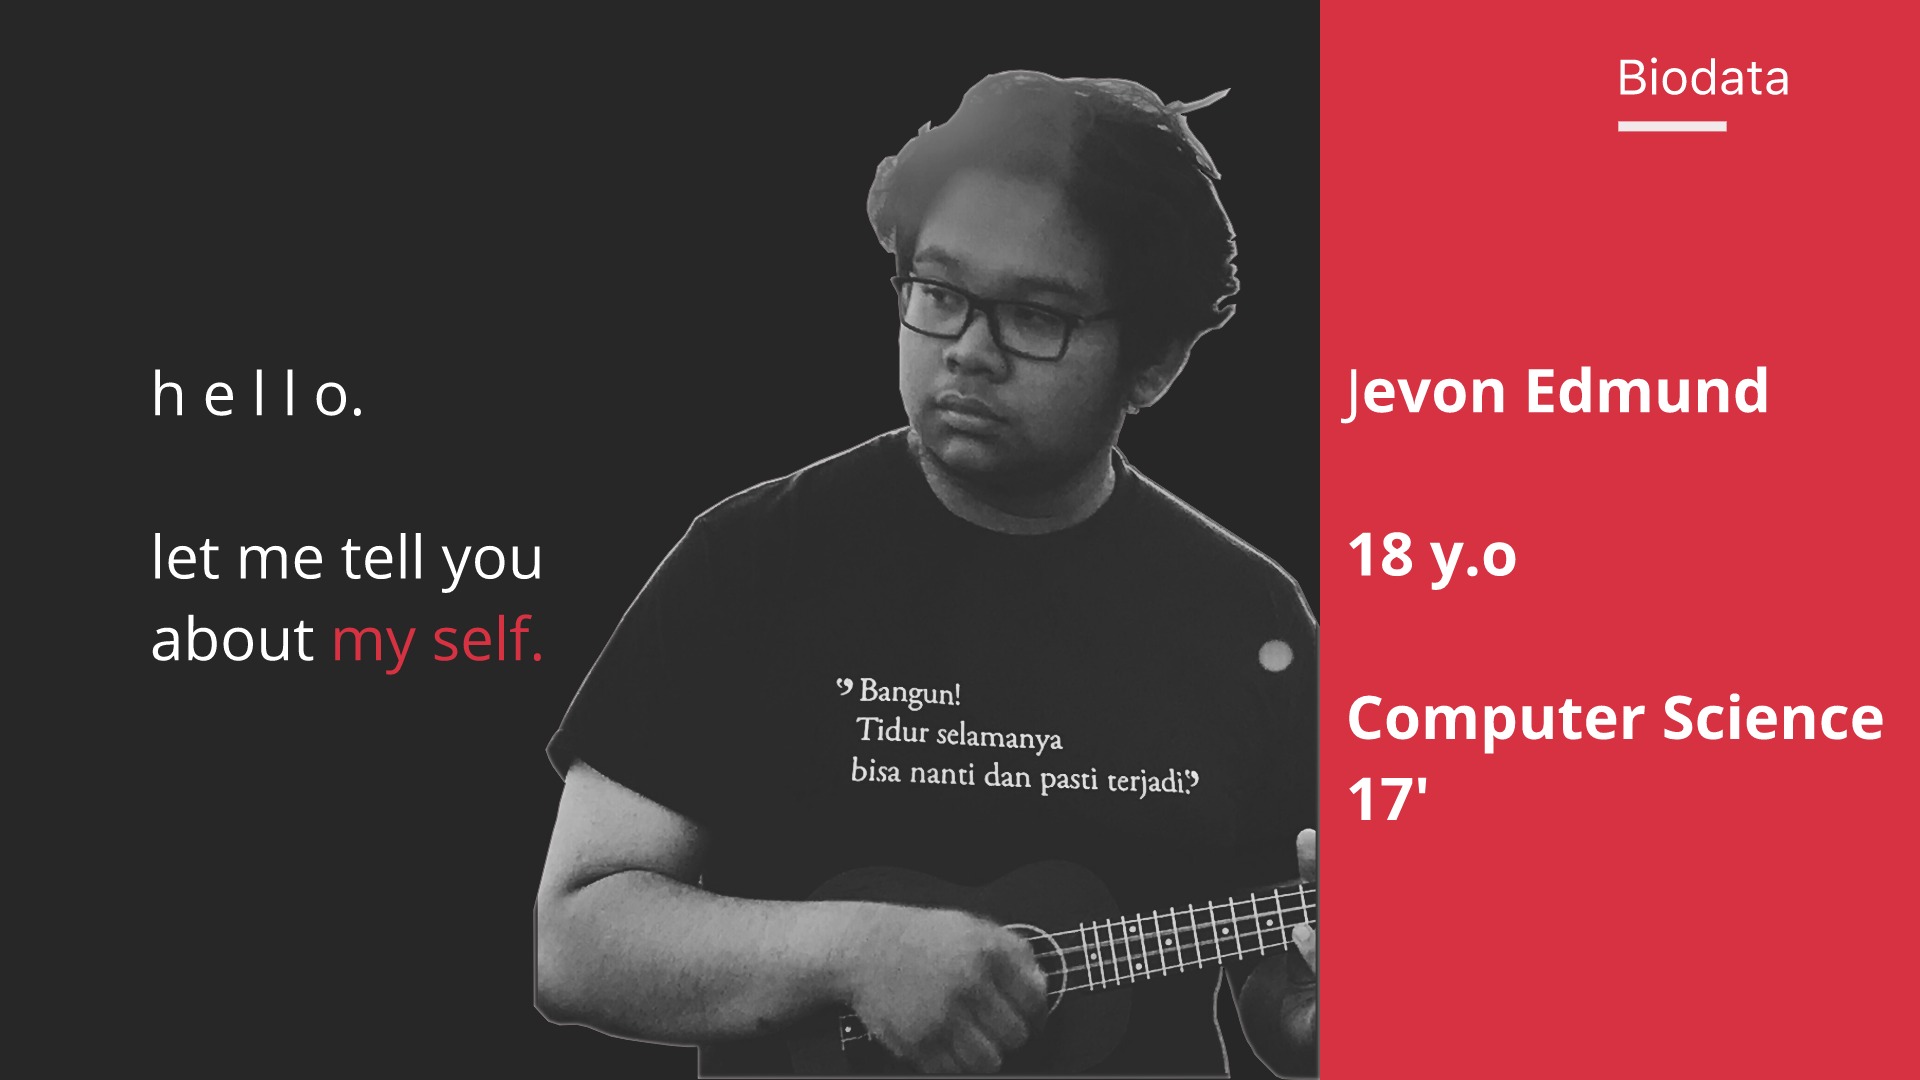 h e l l o.
let me tell you
about my self.
” Bangun!
Tidur selamanya
bisa nanti dan pasti terjadi.”
Biodata
Jevon Edmund
18 y.o
Computer Science
17'